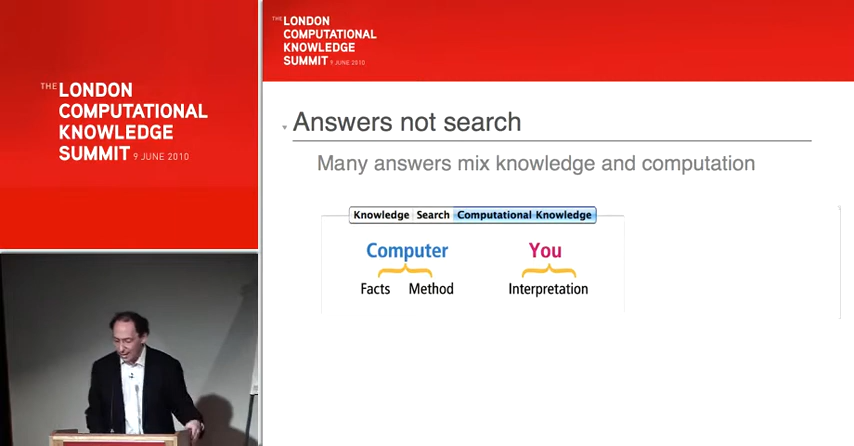 THE LONDON
COMPUTATIONAL
KNOWLEDGE
SUMMIT 9 JUNE 2010
THE LONDON
COMPUTATIONAL
KNOWLEDGE
SUMMIT 9 JUNE 2010
Answers not search
Many answers mix knowledge and computation
Knowledge Search Computational Knowledge
Computer You
Facts Method Interpretation